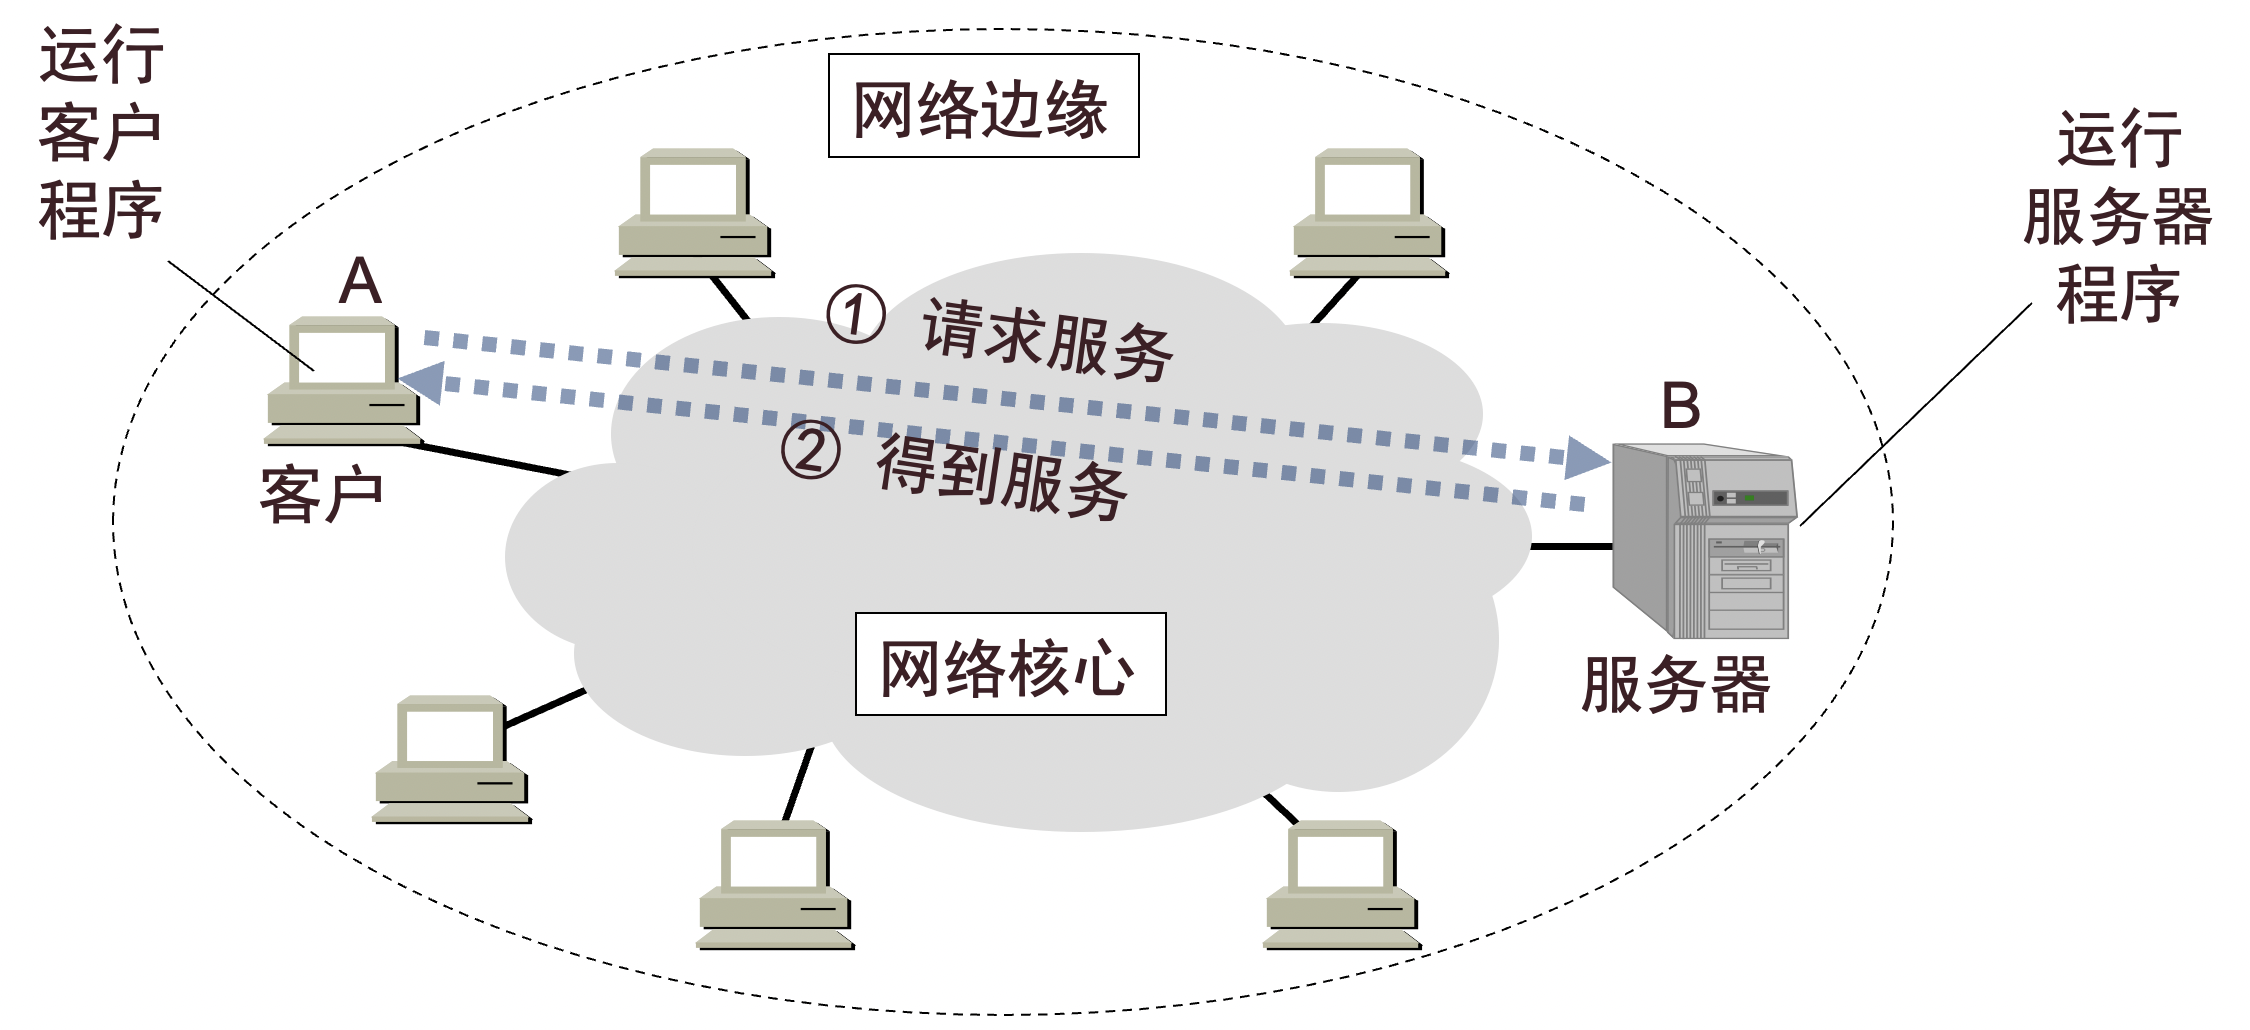 运行
客户
程序
网络边缘
运行
服务器
程序
A
① 请求服务
B
② 得到服务
客户
网络核心
服务器